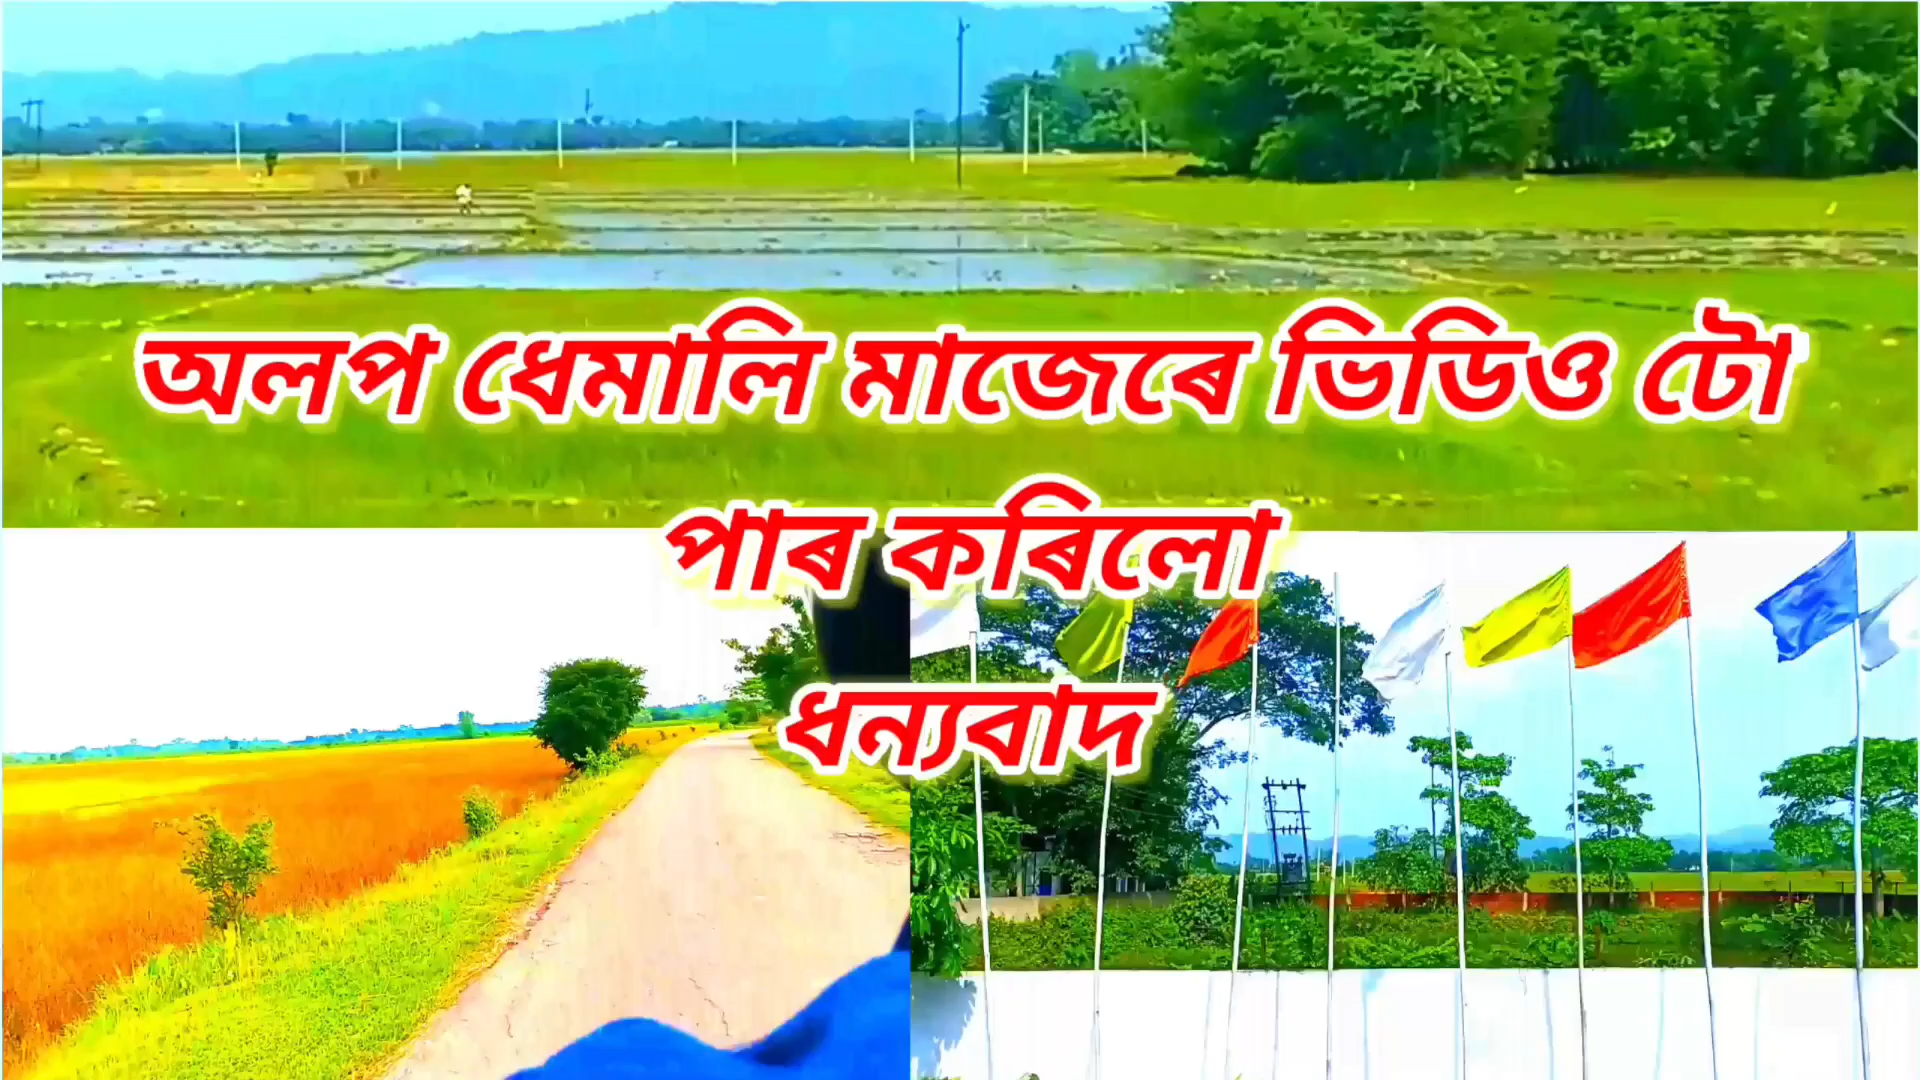 অলপ ধেমালি মাজেৰে ভিডিও টো
পাৰ কৰিলো
ধন্যবাদ